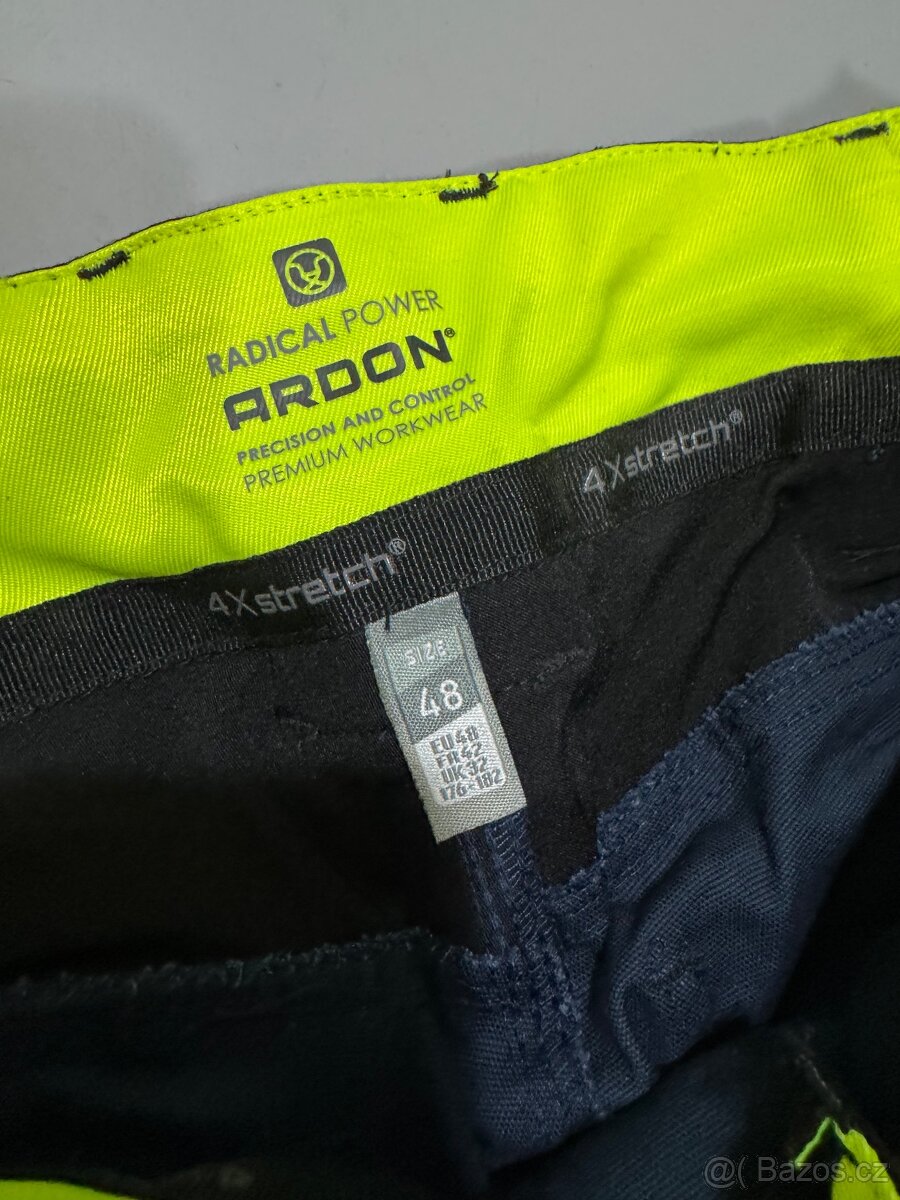 RADICAL POWER
ARDON®
PRECISION AND CONTROL
PREMIUM WORKWEAR
4Xstretch®
4Xstretch®
SIZE
48
EU 48
FR 42
UK 32
176-182
@( Bazos.cz